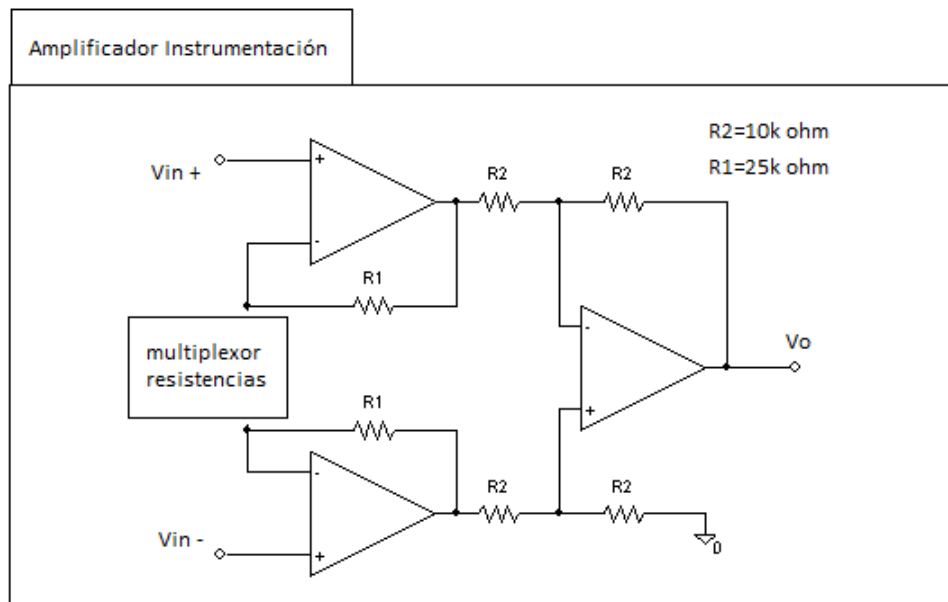 Amplificador Instrumentación
R2=10k ohm
R1=25k ohm
Vin +
+
-
R2
R2
R1
multiplexor
resistencias
-
+
Vo
R1
-
+
R2
R2
Vin -
0